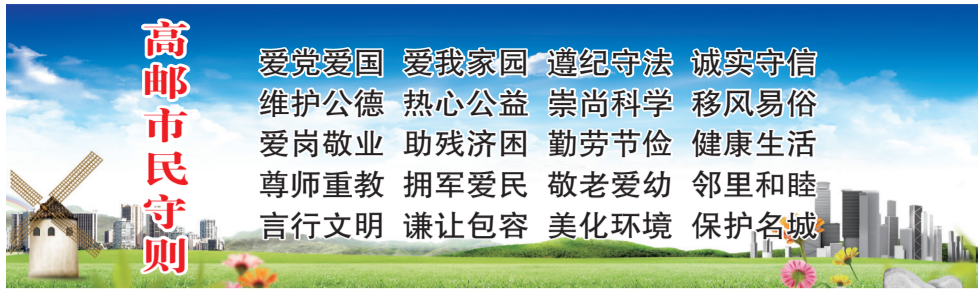 高邮市民守则
爱党爱国 爱我家园 遵纪守法 诚实守信
维护公德 热心公益 崇尚科学 移风易俗
爱岗敬业 助残济困 勤劳节俭 健康生活
尊师重教 拥军爱民 敬老爱幼 邻里和睦
言行文明 谦让包容 美化环境 保护名城